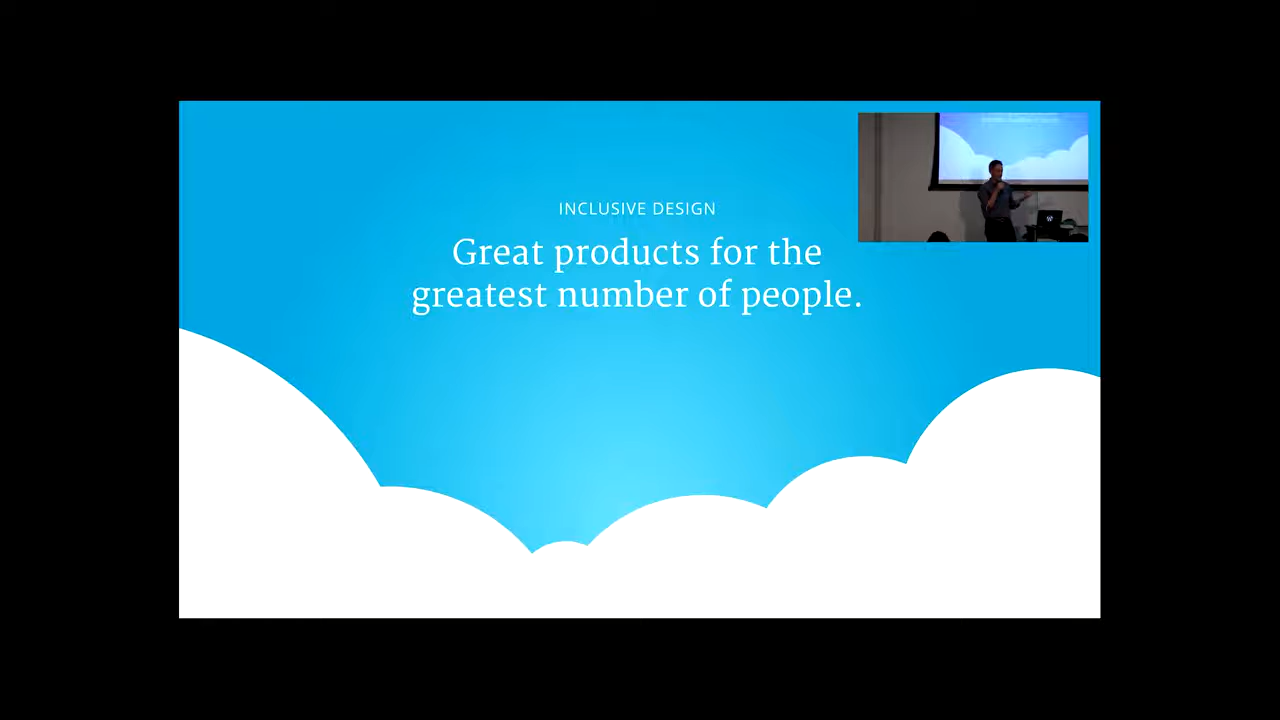 INCLUSIVE DESIGN
Great products for the
greatest number of people.